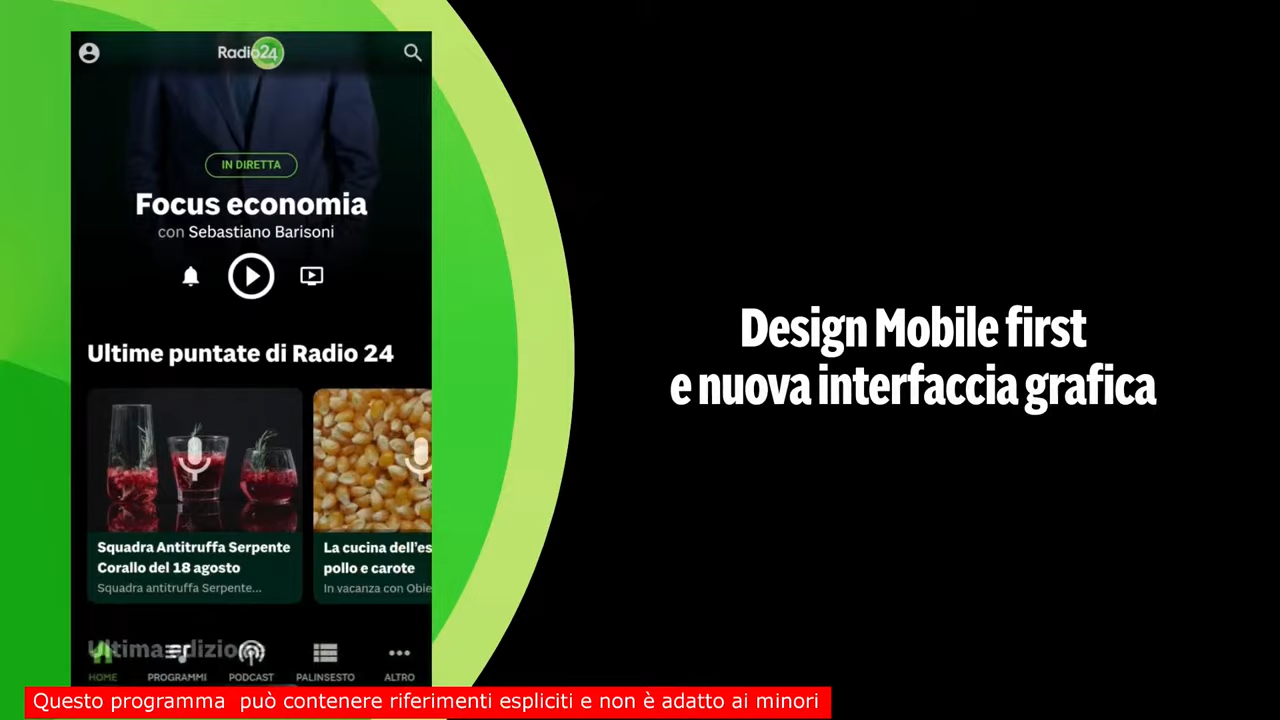 Radio24
IN DIRETTA
Focus economia
con Sebastiano Barisoni
Ultime puntate di Radio 24
Squadra Antitruffa Serpente
Corallo del 18 agosto
Squadra antitruffa Serpente...
La cucina dell'es
pollo e carote
In vacanza con Obie
Ultima edizione
HOME
PROGRAMMI
PODCAST
PALINSESTO
ALTRO
Design Mobile first
e nuova interfaccia grafica
Questo programma può contenere riferimenti espliciti e non è adatto ai minori